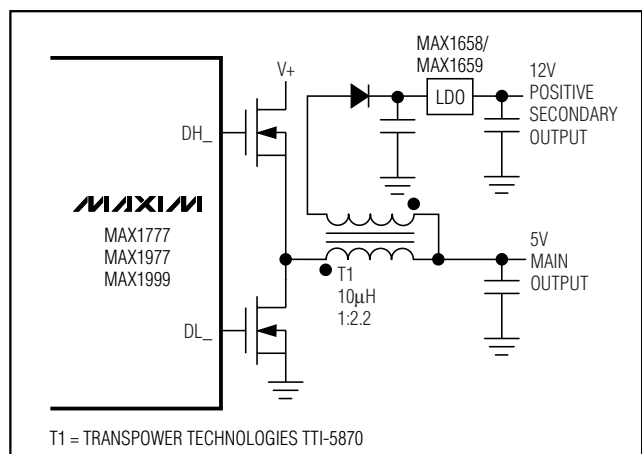 MAX1658/
MAX1659
V+
LDO
12V
POSITIVE
SECONDARY
OUTPUT
DH_
MAXIM
MAX1777
MAX1977
MAX1999
T1
10μH
1:2.2
5V
MAIN
OUTPUT
DL_
T1 = TRANSPOWER TECHNOLOGIES TTI-5870